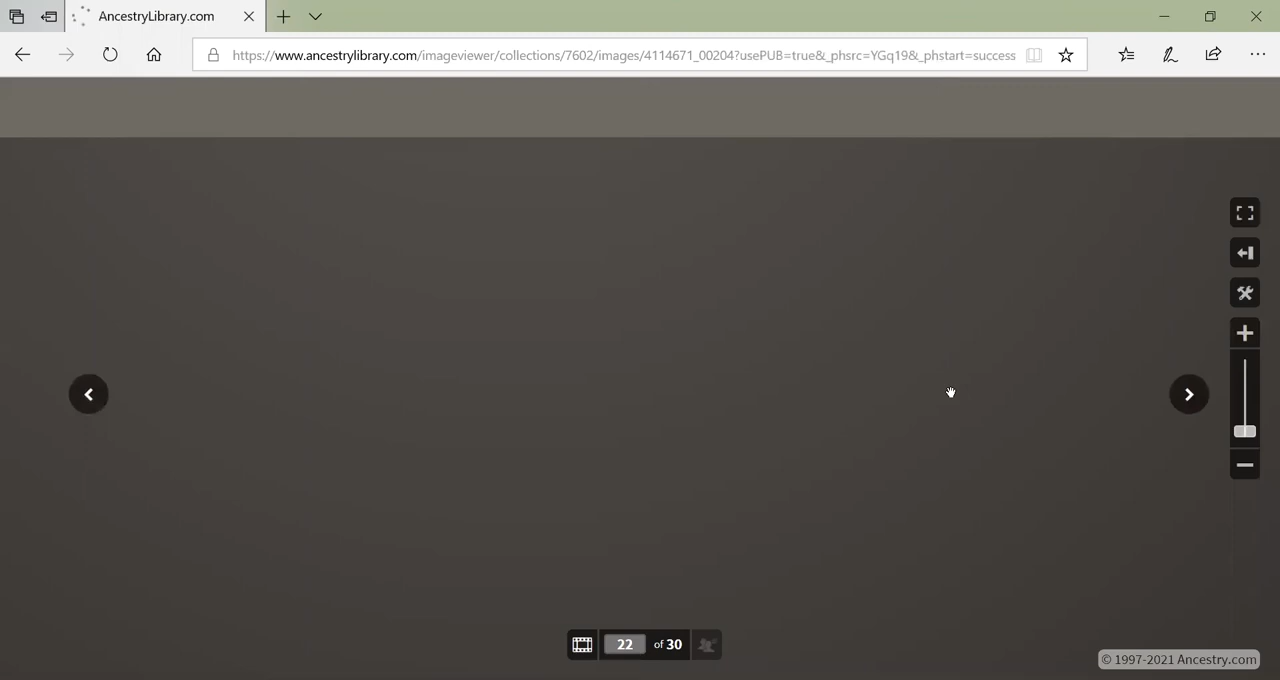 AncestryLibrary.com
https://www.ancestrylibrary.com/imageviewer/collections/7602/images/4114671_00204?usePUB=true&_phsrc=YGq19&_phstart=success
22 of 30
© 1997-2021 Ancestry.com